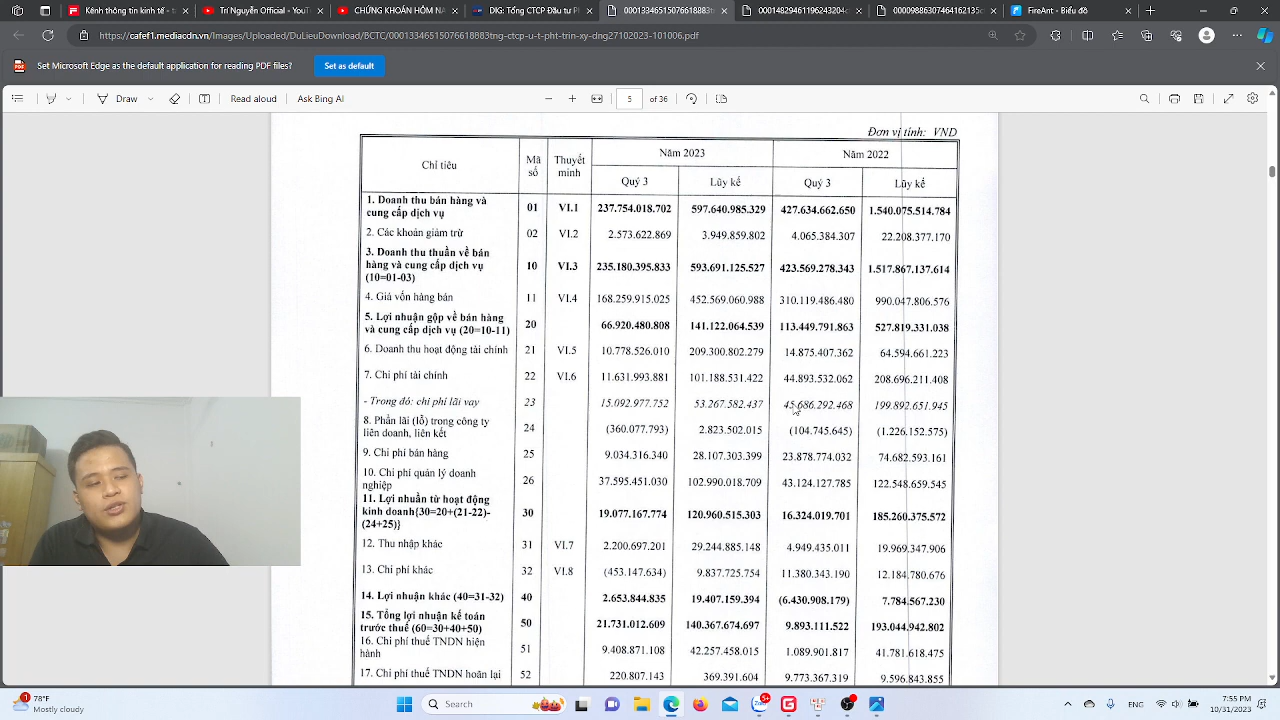 Kênh thông tin kinh tế - t
Trí Nguyễn Official - YouT
CHỨNG KHOÁN HÔM NA
DIG: Tổng CTCP Đầu tư Ph
00013346515076618883t
00014829461196243204-
00009886307464162135c
FireAnt - Biểu đồ
https://cafef1.mediacdn.vn/Images/Uploaded/DuLieuDownload/BCTC/00013346515076618883tng-ctcp-u-t-pht-trin-xy-dng27102023-101006.pdf
Set Microsoft Edge as the default application for reading PDF files?
Set as default
Draw
Read aloud
Ask Bing AI
5
of 36
Đơn vị tính: VND
Chỉ tiêu
Mã số
Thuyết minh
Năm 2023
Năm 2022
Quý 3
Lũy kế
Quý 3
Lũy kế
1. Doanh thu bán hàng và
cung cấp dịch vụ
01 VI.1 237.754.018.702 597.640.985.329 427.634.662.650 1.540.075.514.784
2. Các khoản giảm trừ 02 VI.2 2.573.622.869 3.949.859.802 4.065.384.307 22.208.377.170
3. Doanh thu thuần về bán
hàng và cung cấp dịch vụ
(10=01-03)
10 VI.3 235.180.395.833 593.691.125.527 423.569.278.343 1.517.867.137.614
4. Giá vốn hàng bán 11 VI.4 168.259.915.025 452.569.060.988 310.119.486.480 990.047.806.576
5. Lợi nhuận gộp về bán hàng
và cung cấp dịch vụ (20=10-11)
20 66.920.480.808 141.122.064.539 113.449.791.863 527.819.331.038
6. Doanh thu hoạt động tài chính 21 VI.5 10.778.526.010 209.300.802.279 14.875.407.362 64.594.661.223
7. Chi phí tài chính 22 VI.6 11.631.993.881 101.188.531.422 44.893.532.062 208.696.211.408
- Trong đó: chi phí lãi vay 23 15.092.977.752 53.267.582.437 45.686.292.468 199.892.651.945
8. Phần lãi (lỗ) trong công ty
liên doanh, liên kết
24 (360.077.793) 2.823.502.015 (104.745.645) (1.226.152.575)
9. Chi phí bán hàng 25 9.034.316.340 28.107.303.399 23.878.774.032 74.682.593.161
10. Chi phí quản lý doanh
nghiệp
26 37.595.451.030 102.990.018.709 43.124.127.785 122.548.659.545
11. Lợi nhuần từ hoạt động
kinh doanh{30=20+(21-22)-
(24+25)}
30 19.077.167.774 120.960.515.303 16.324.019.701 185.260.375.572
12. Thu nhập khác 31 VI.7 2.200.697.201 29.244.885.148 4.949.435.011 19.969.347.906
13. Chi phí khác 32 VI.8 (453.147.634) 9.837.725.754 11.380.343.190 12.184.780.676
14. Lợi nhuận khác (40=31-32) 40 2.653.844.835 19.407.159.394 (6.430.908.179) 7.784.567.230
15. Tổng lợi nhuận kế toán
trước thuế (60=30+40+50)
50 21.731.012.609 140.367.674.697 9.893.111.522 193.044.942.802
16. Chi phí thuế TNDN hiện
hành
51 9.408.871.108 42.257.458.015 1.089.901.817 41.781.618.475
17. Chi phí thuế TNDN hoãn lại 52 220.807.143 369.391.604 9.773.367.319 9.596.843.855
78°F
Mostly cloudy
Search
7:55 PM
10/31/2023